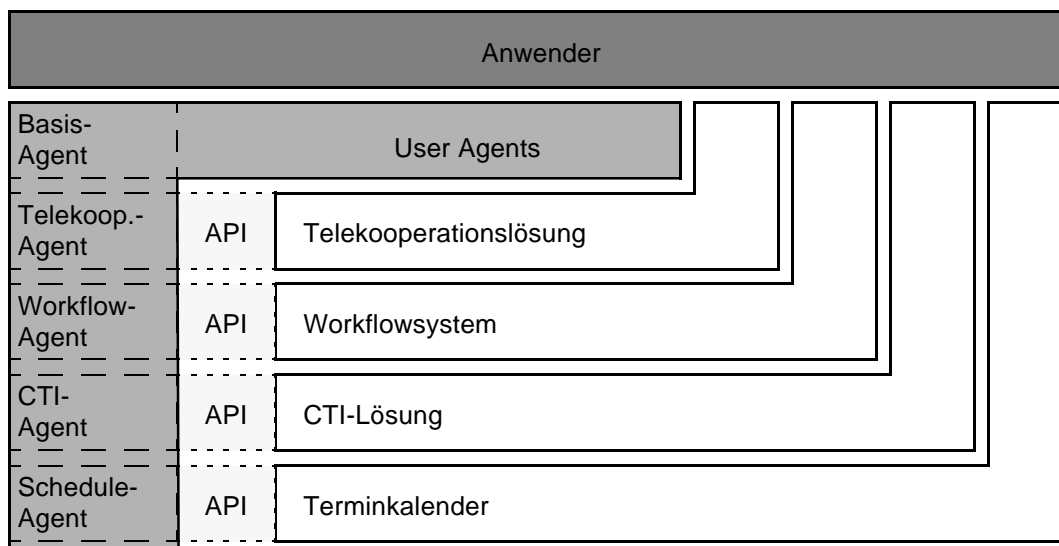 Anwender
Basis-
Agent
User Agents
Telekoop.-
Agent
API
Telekooperationslösung
Workflow-
Agent
API
Workflowsystem
CTI-
Agent
API
CTI-Lösung
Schedule-
Agent
API
Terminkalender